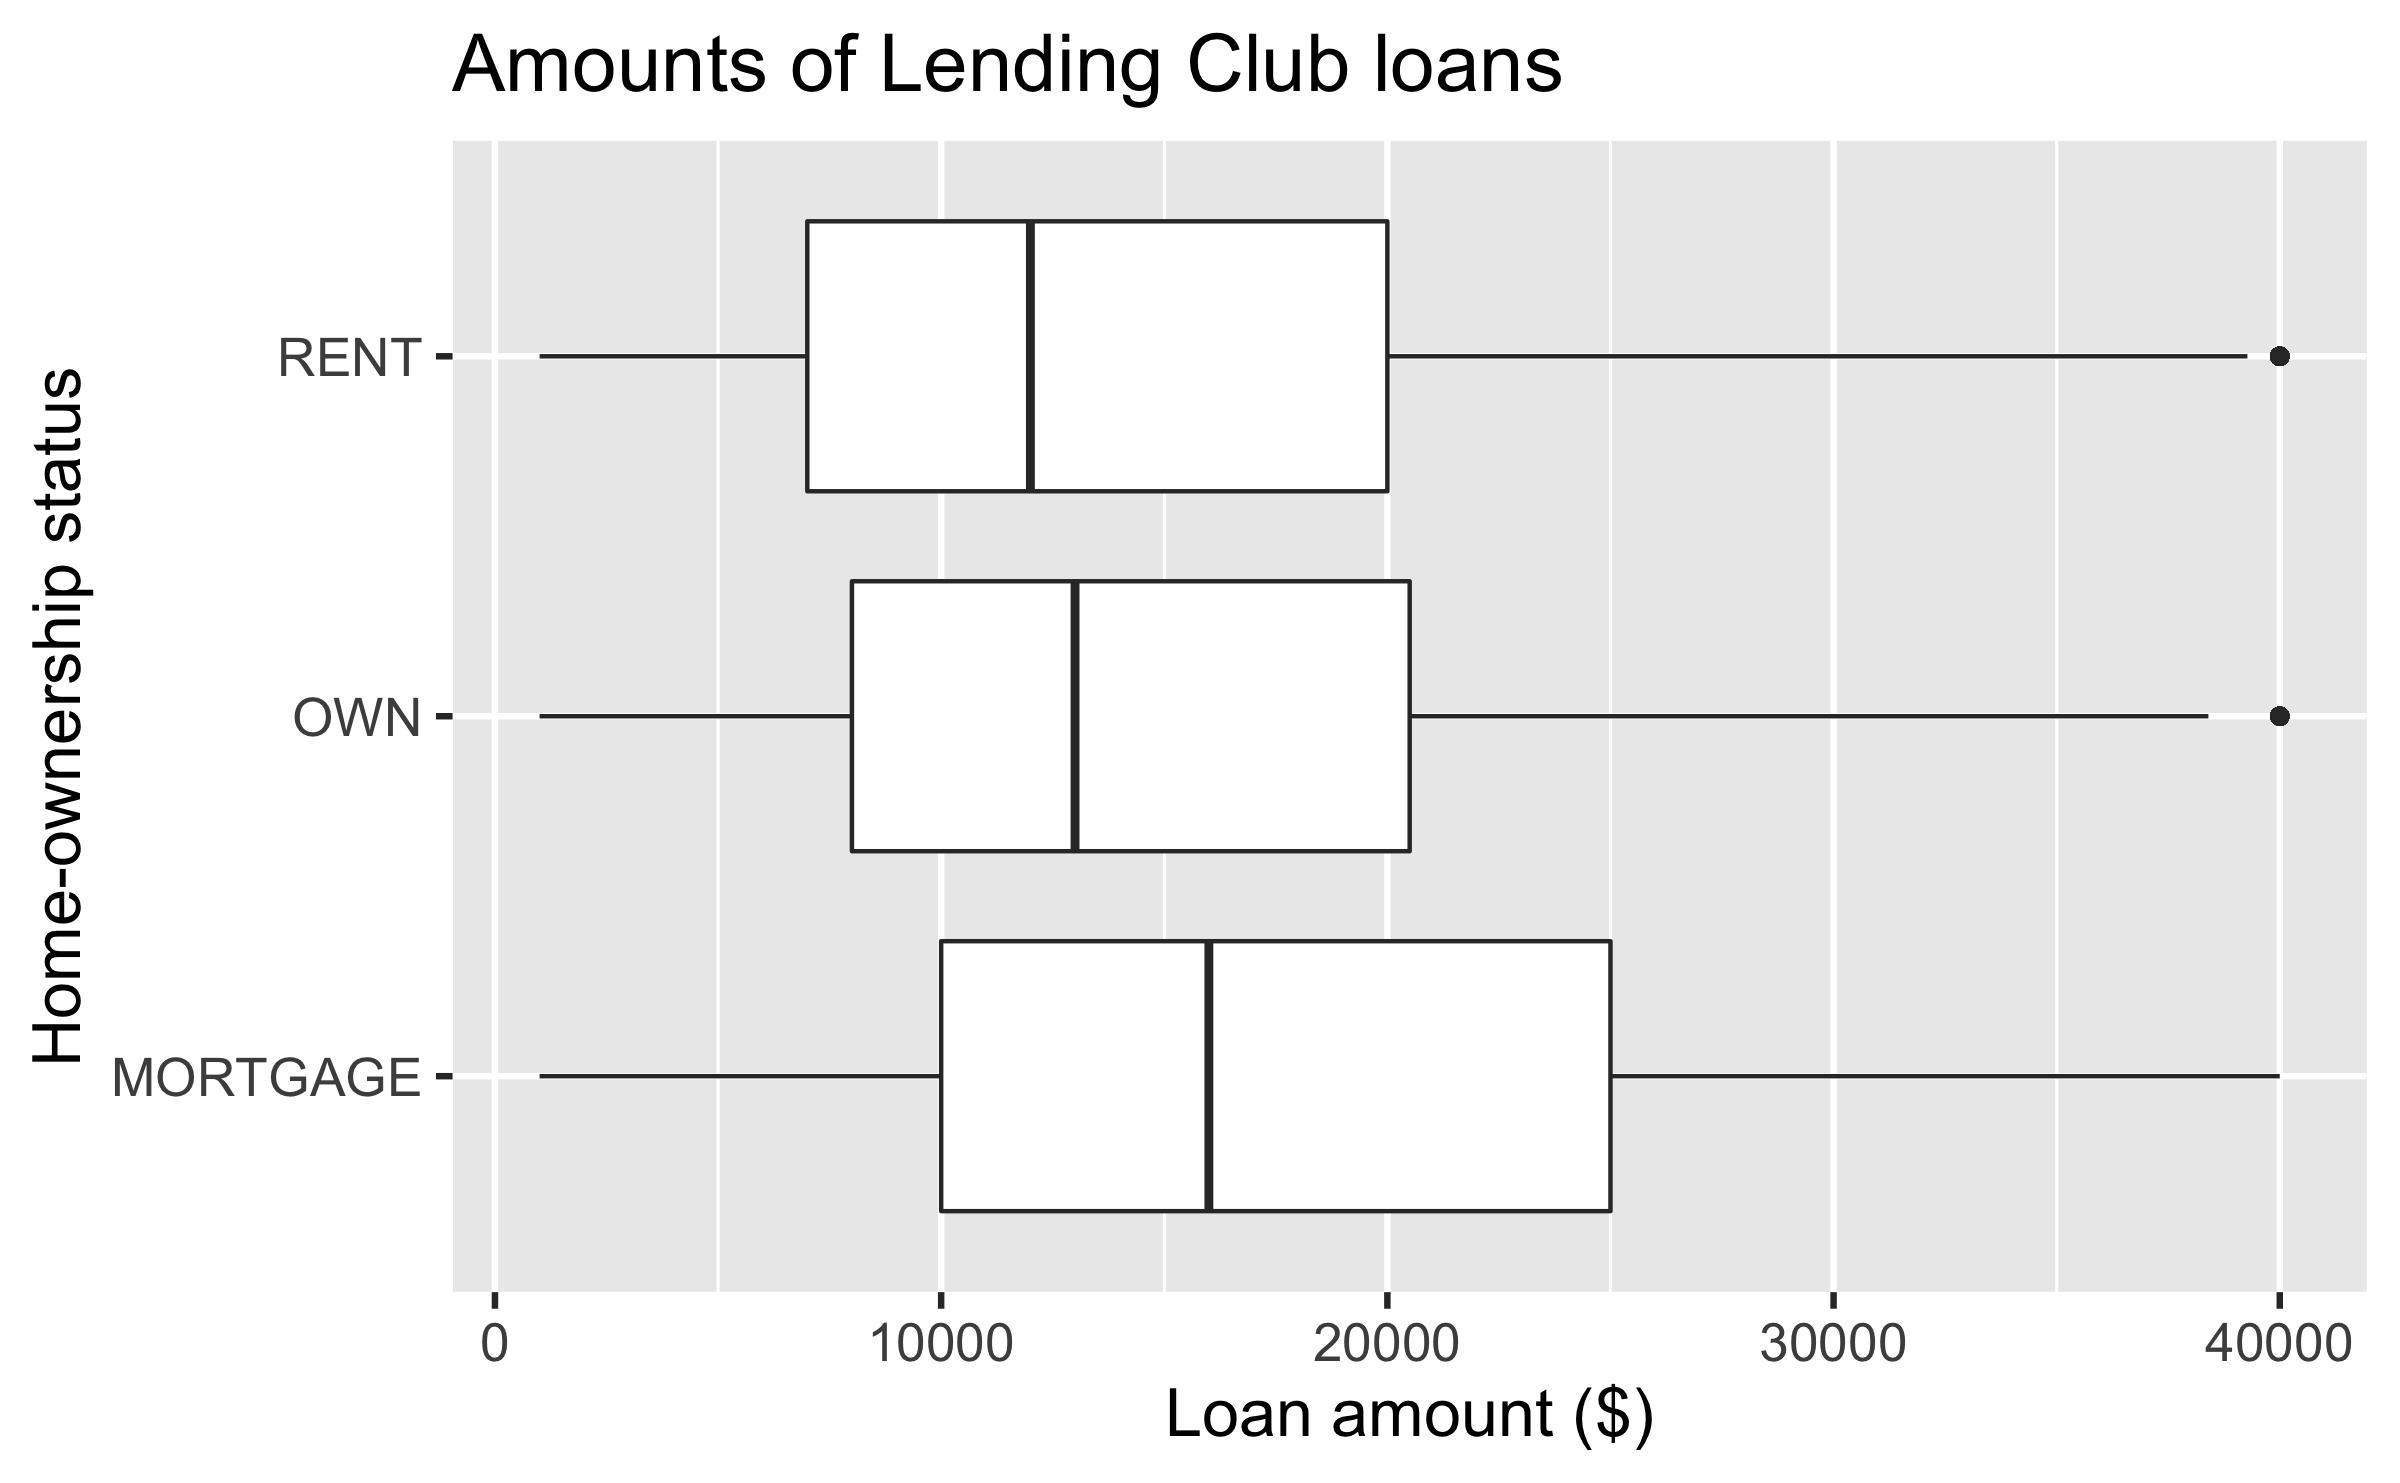 Amounts of Lending Club loans
Home-ownership status
RENT
OWN
MORTGAGE
0 10000 20000 30000 40000
Loan amount ($)